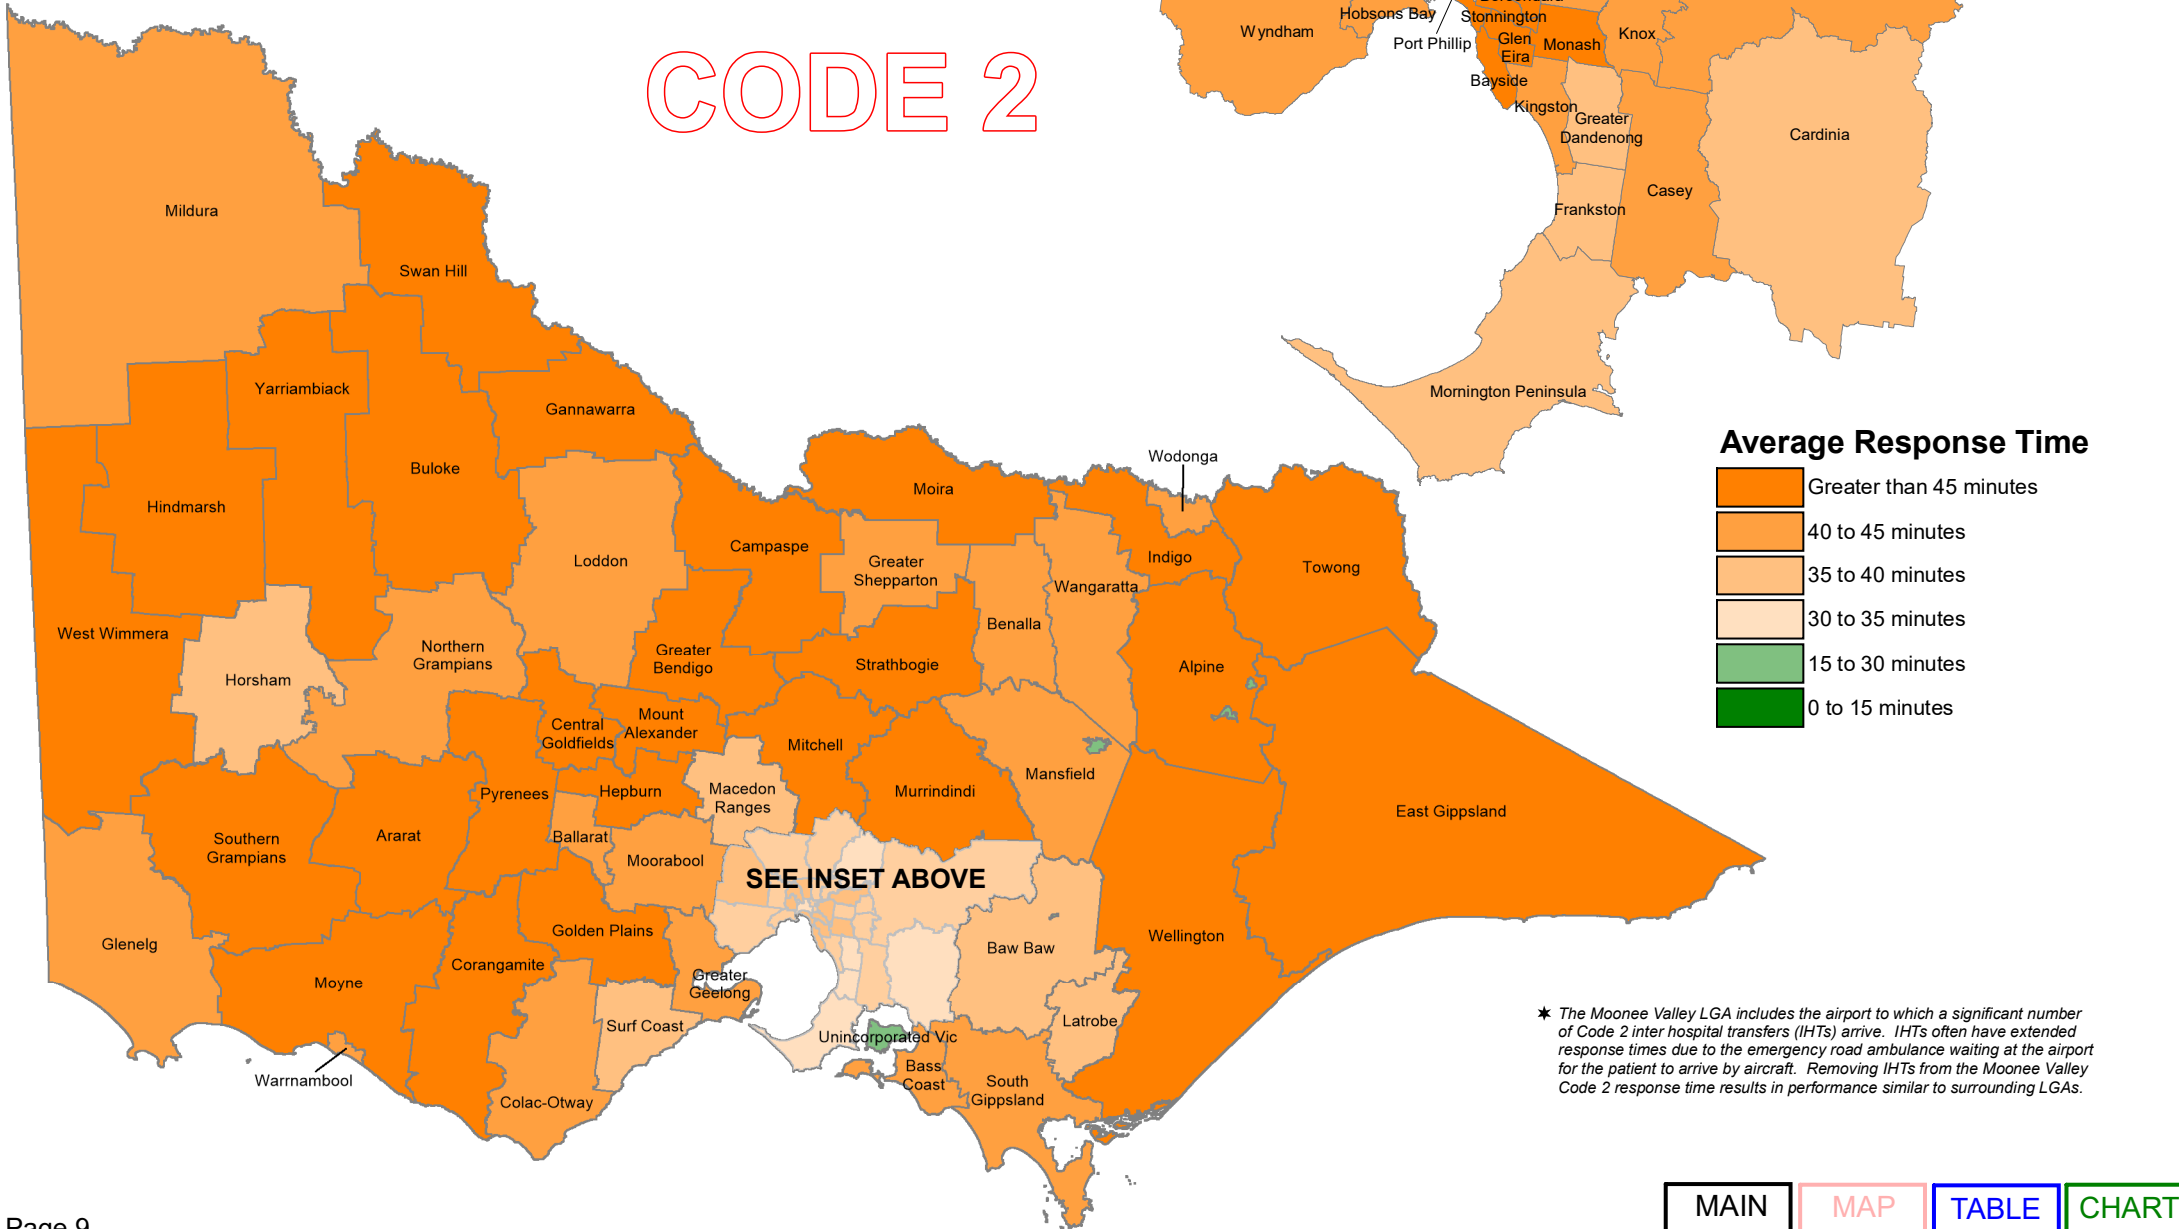 Hobsons Bay
Stonnington
Wyndham
Port Phillip
Glen
Eira
Monash
Knox
Bayside
Kingston
Greater
Dandenong
Cardinia
Casey
Frankston
Mornington Peninsula
CODE 2
Mildura
Swan Hill
Yarriambiack
Gannawarra
Buloke
Hindmarsh
Moira
Wodonga
Loddon
Campaspe
Greater
Shepparton
Indigo
Wangaratta
Towong
Benalla
West Wimmera
Northern
Grampians
Greater
Bendigo
Strathbogie
Alpine
Horsham
Central
Goldfields
Mount
Alexander
Mitchell
Mansfield
Pyrenees
Hepburn
Macedon
Ranges
Murrindindi
East Gippsland
Southern
Grampians
Ararat
Ballarat
Moorabool
SEE INSET ABOVE
Glenelg
Golden Plains
Baw Baw
Wellington
Corangamite
Moyne
Greater
Geelong
Surf Coast
Latrobe
Unincorporated Vic
Bass
Coast
South
Gippsland
Warrnambool
Colac-Otway
Average Response Time
Greater than 45 minutes
40 to 45 minutes
35 to 40 minutes
30 to 35 minutes
15 to 30 minutes
0 to 15 minutes
✶ The Moonee Valley LGA includes the airport to which a significant number
of Code 2 inter hospital transfers (IHTs) arrive. IHTs often have extended
response times due to the emergency road ambulance waiting at the airport
for the patient to arrive by aircraft. Removing IHTs from the Moonee Valley
Code 2 response time results in performance similar to surrounding LGAs.
Page 9
MAIN
MAP
TABLE
CHART